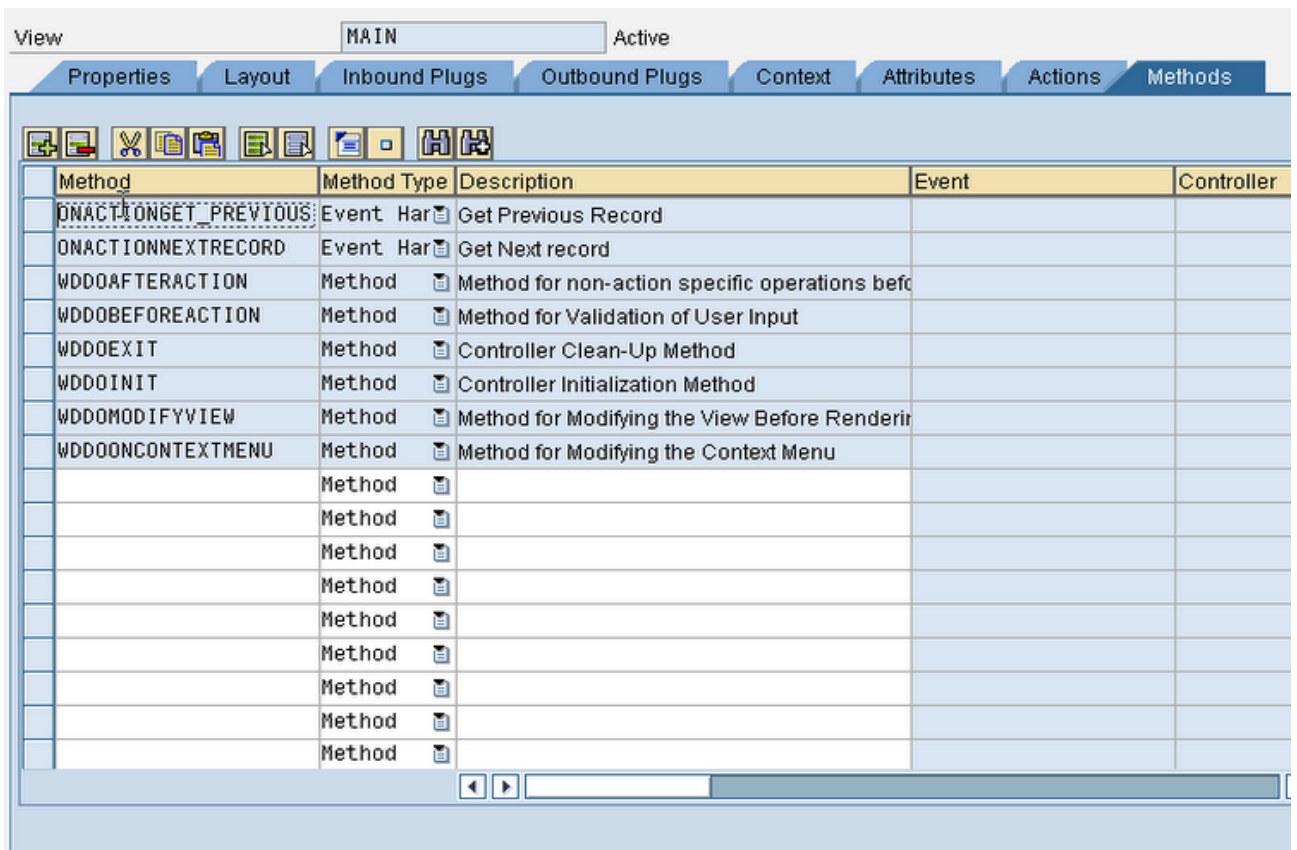 View MAIN Active
Properties Layout Inbound Plugs Outbound Plugs Context Attributes Actions Methods
Method Method Type Description Event Controller
ONACTIONGET_PREVIOUS Event Har Get Previous Record
ONACTIONNEXTRECORD Event Har Get Next record
WDDOAFTERACTION Method Method for non-action specific operations befo
WDDOBEFOREACTION Method Method for Validation of User Input
WDDOEXIT Method Controller Clean-Up Method
WDDOINIT Method Controller Initialization Method
WDDOMODIFYVIEW Method Method for Modifying the View Before Renderin
WDDOONCONTEXTMENU Method Method for Modifying the Context Menu
Method
Method
Method
Method
Method
Method
Method
Method
Method